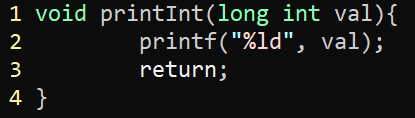 1 void printInt(long int val){
2         printf("%ld", val);
3         return;
4 }